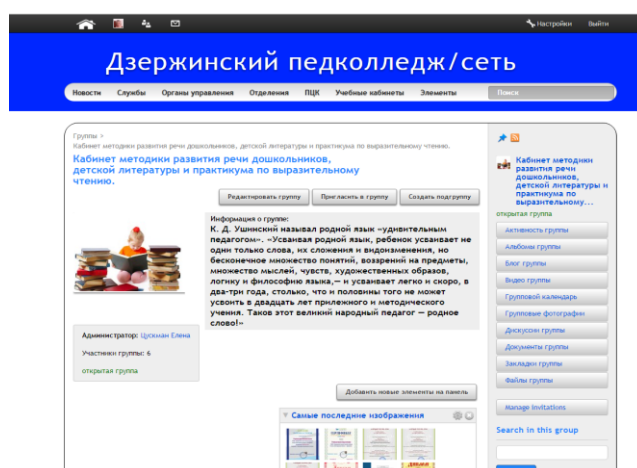 Настройки Выйти
Дзержинский педколледж/сеть
Новости Службы Органы управления Отделения ПЦК Учебные кабинеты Элементы Поиск
Группы >
Кабинет методики развития речи дошкольников, детской литературы и практикума по выразительному чтению.
Кабинет методики развития речи дошкольников,
детской литературы и практикума по выразительному
чтению.
Редактировать группу Пригласить в группу Создать подгруппу
Информация о группе:
К. Д. Ушинский называл родной язык «удивительным
педагогом». «Усваивая родной язык, ребенок усваивает не
одни только слова, их сложения и видоизменения, но
бесконечное множество понятий, воззрений на предметы,
множество мыслей, чувств, художественных образов,
логику и философию языка,— и усваивает легко и скоро, в
два-три года, столько, что и половины того не может
усвоить в двадцать лет прилежного и методического
учения. Таков этот великий народный педагог — родное
слово!»
Администратор: Цускман Елена
Участники группы: 6
открытая группа
Добавить новые элементы на панель
Самые последние изображения
Кабинет методики
развития речи
дошкольников,
детской литературы и
практикума по
выразительному...
открытая группа
Активность группы
Альбомы группы
Блог группы
Видео группы
Групповой календарь
Групповые фотографии
Дискуссии группы
Документы группы
Закладки группы
Файлы группы
Manage invitations
Search in this group